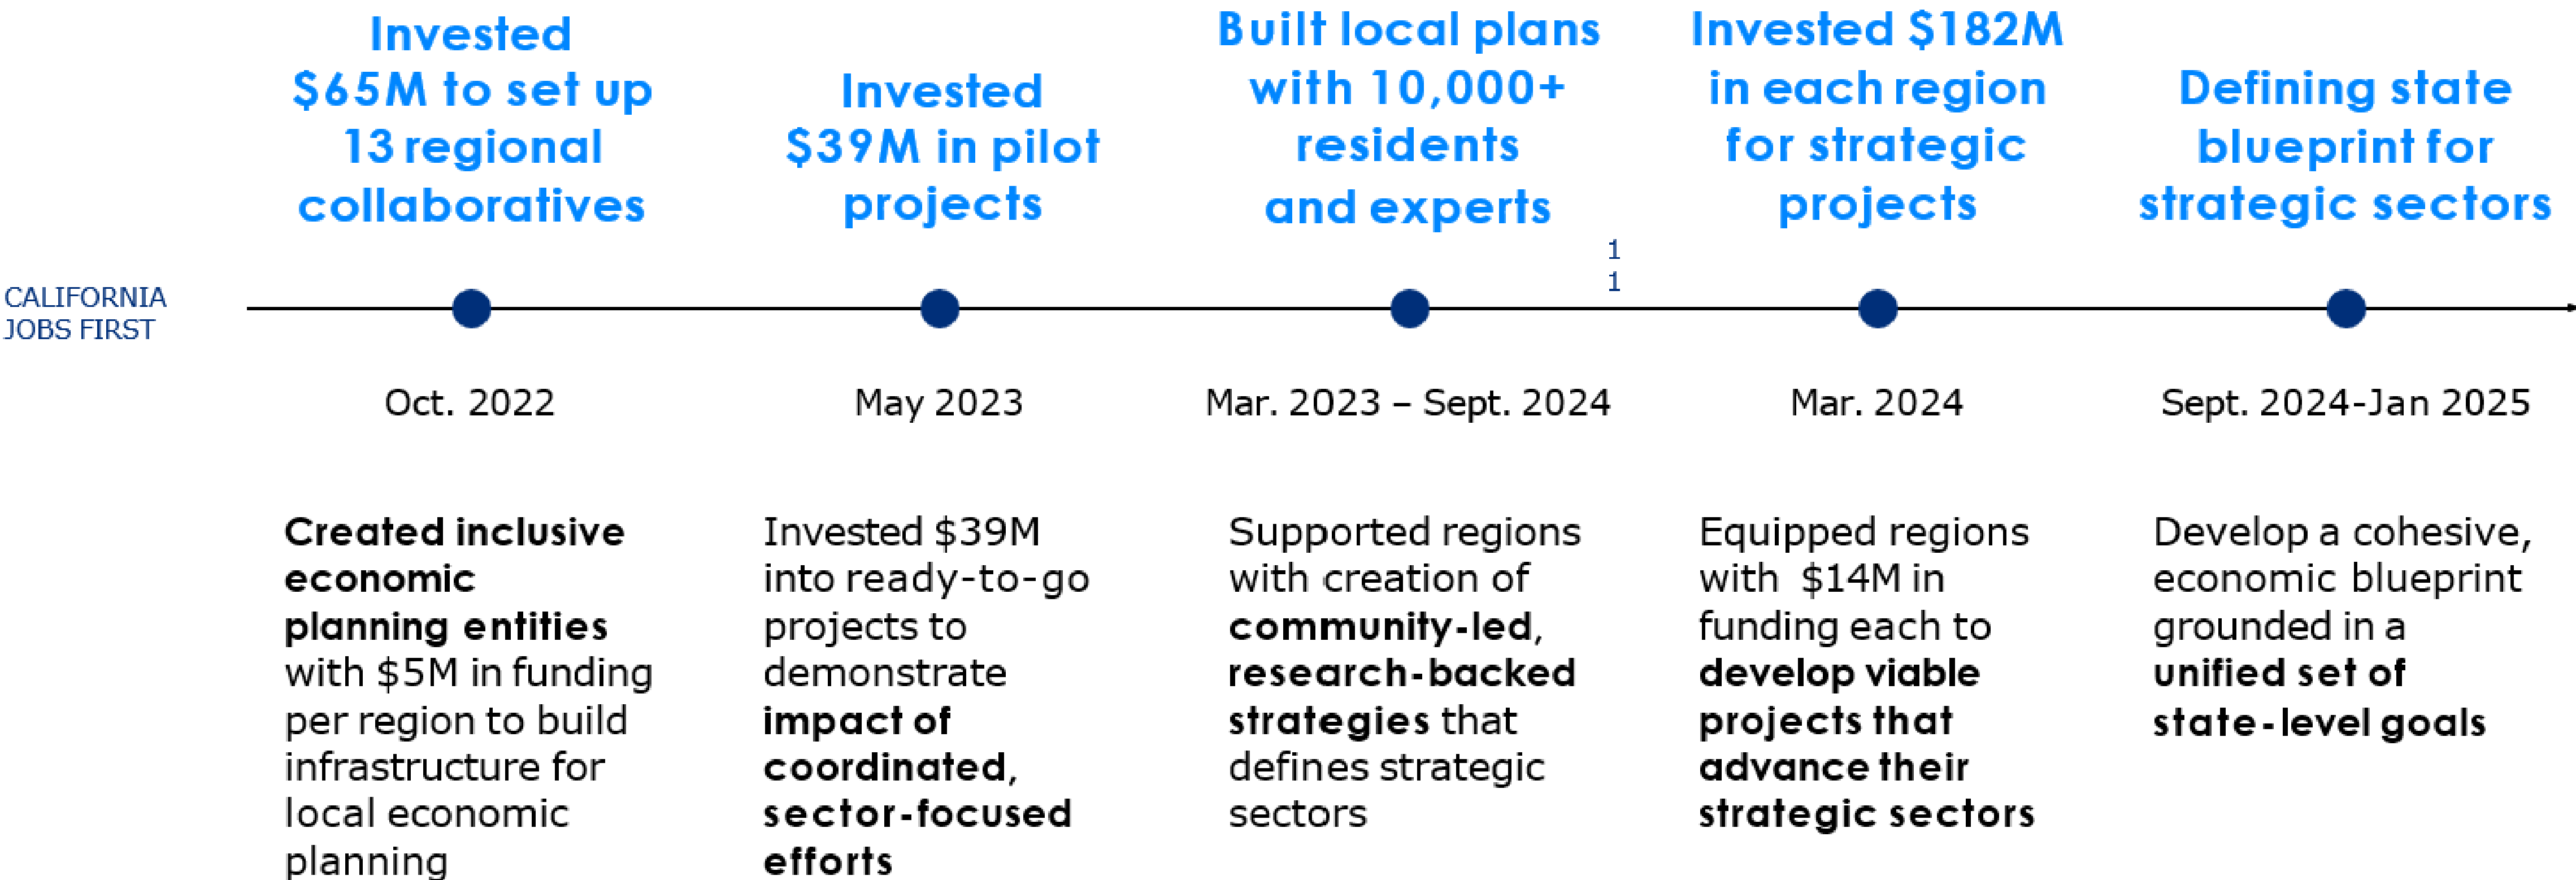 Invested
$65M to set up
13 regional
collaboratives
Invested
$39M in pilot
projects
Built local plans
with 10,000+
residents
and experts
Invested $182M
in each region
for strategic
projects
Defining state
blueprint for
strategic sectors
1
1
CALIFORNIA
JOBS FIRST
Oct. 2022
May 2023
Mar. 2023 – Sept. 2024
Mar. 2024
Sept. 2024-Jan 2025
Created inclusive
economic
planning entities
with $5M in funding
per region to build
infrastructure for
local economic
planning
Invested $39M
into ready-to-go
projects to
demonstrate
impact of
coordinated,
sector-focused
efforts
Supported regions
with creation of
community-led,
research-backed
strategies that
defines strategic
sectors
Equipped regions
with $14M in
funding each to
develop viable
projects that
advance their
strategic sectors
Develop a cohesive,
economic blueprint
grounded in a
unified set of
state-level goals